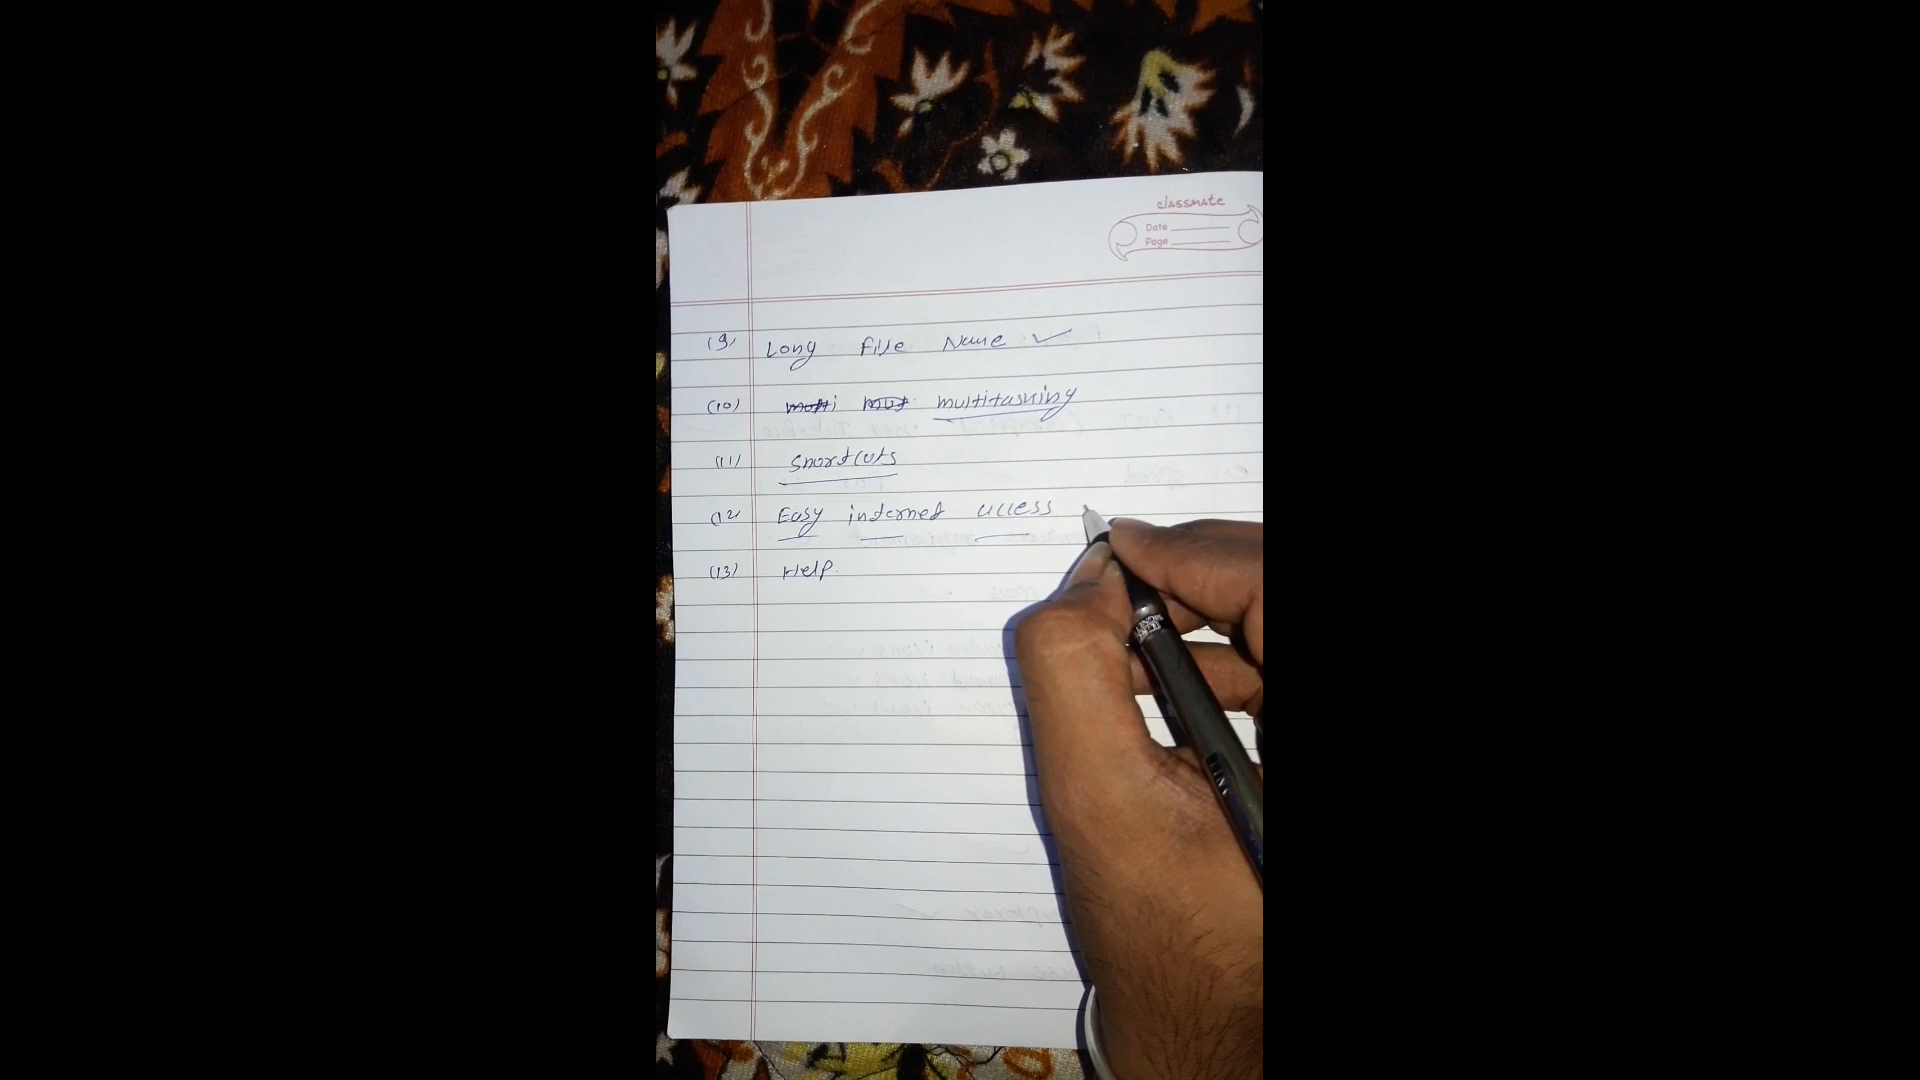 classmate
Date
Page
(9) Long File Name
(10) multitasking
(11) Shortcuts
(12) Easy internet access
(13) Help.